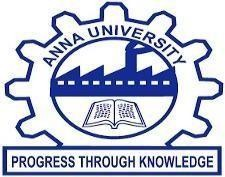 ANNA UNIVERSITY
PROGRESS THROUGH KNOWLEDGE